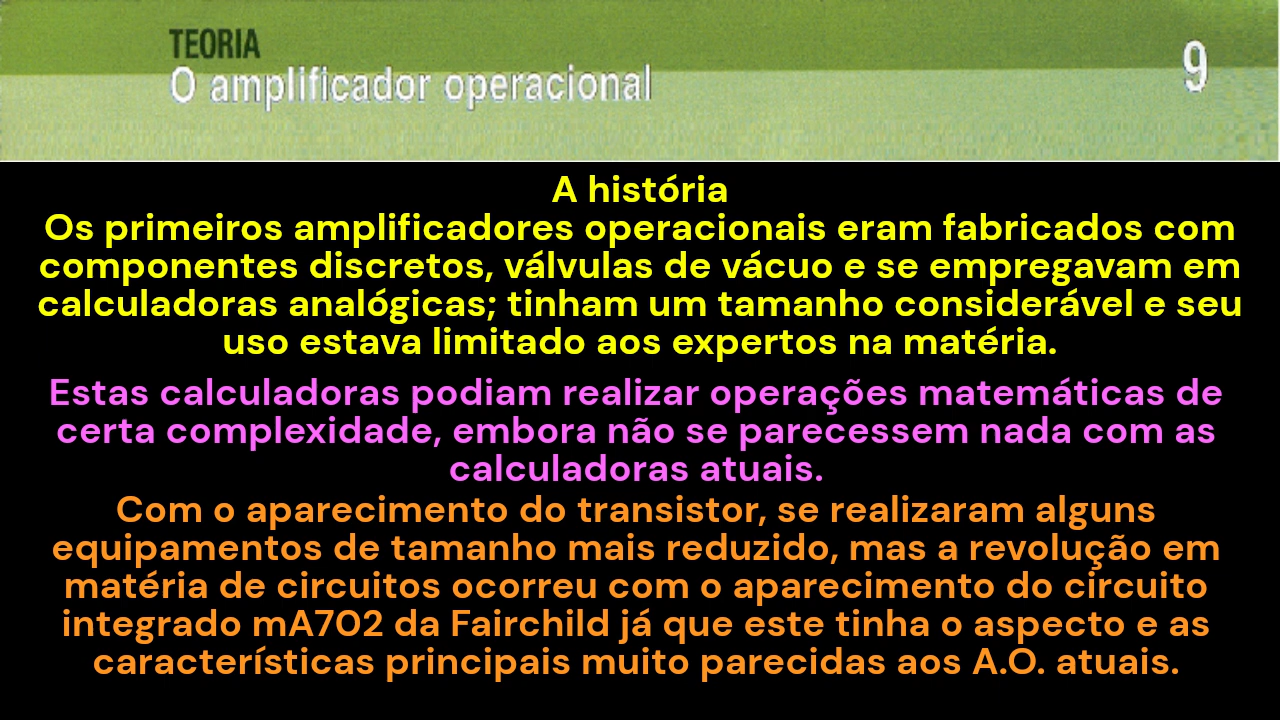 TEORIA
O amplificador operacional
9
A história
Os primeiros amplificadores operacionais eram fabricados com
componentes discretos, válvulas de vácuo e se empregavam em
calculadoras analógicas; tinham um tamanho considerável e seu
uso estava limitado aos expertos na matéria.
Estas calculadoras podiam realizar operações matemáticas de
certa complexidade, embora não se parecessem nada com as
calculadoras atuais.
Com o aparecimento do transistor, se realizaram alguns
equipamentos de tamanho mais reduzido, mas a revolução em
matéria de circuitos ocorreu com o aparecimento do circuito
integrado mA702 da Fairchild já que este tinha o aspecto e as
características principais muito parecidas aos A.O. atuais.